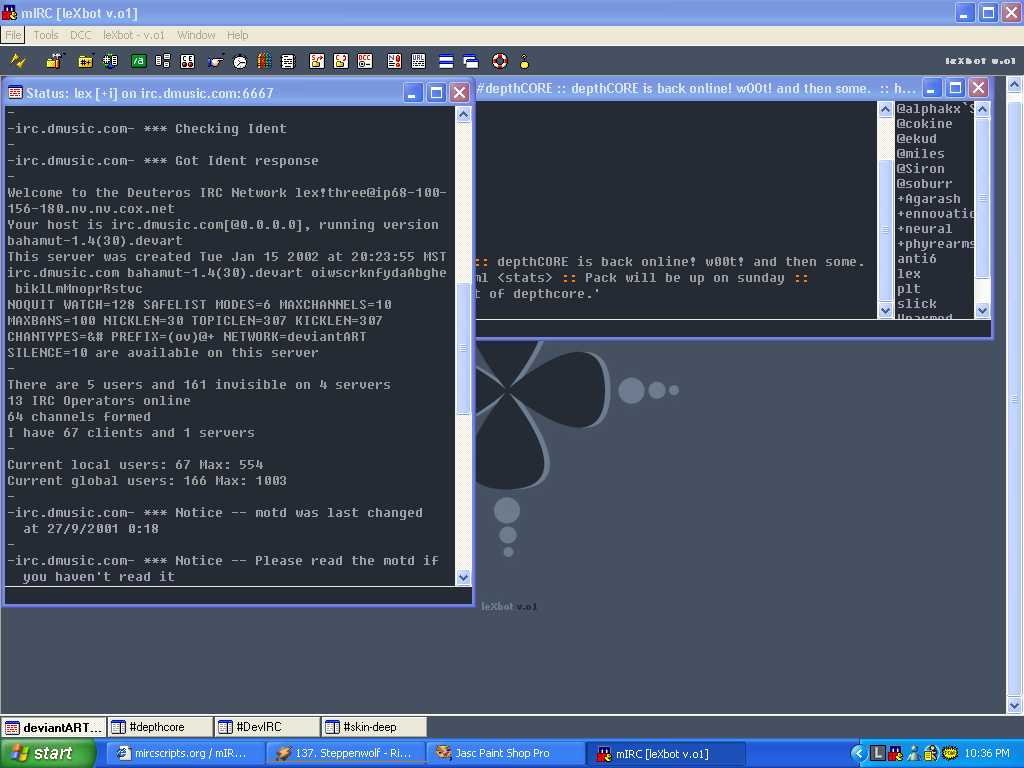 mIRC [leXbot v.o1]
File Tools DCC leXbot - v.o1 Window Help
leXbot v.o1
Status: lex [+i] on irc.dmusic.com:6667
-
-irc.dmusic.com- *** Checking Ident
-
-irc.dmusic.com- *** Got Ident response
-
Welcome to the Deuteros IRC Network lex!three@ip68-100-
156-180.nv.nv.cox.net
Your host is irc.dmusic.com[@0.0.0.0], running version
bahamut-1.4(30).devart
This server was created Tue Jan 15 2002 at 20:23:55 MST
irc.dmusic.com bahamut-1.4(30).devart oiwscrknfydaAbghe
biklLmMnoprRstvc
NOQUIT WATCH=128 SAFELIST MODES=6 MAXCHANNELS=10
MAXBANS=100 NICKLEN=30 TOPICLEN=307 KICKLEN=307
CHANTYPES=&# PREFIX=(ov)@+ NETWORK=deviantART
SILENCE=10 are available on this server
-
There are 5 users and 161 invisible on 4 servers
13 IRC Operators online
64 channels formed
I have 67 clients and 1 servers
-
Current local users: 67 Max: 554
Current global users: 166 Max: 1003
-
-irc.dmusic.com- *** Notice -- motd was last changed
at 27/9/2001 0:18
-
-irc.dmusic.com- *** Notice -- Please read the motd if
you haven't read it
#depthCORE :: depthCORE is back online! w00t! and then some. :: h...
:: depthCORE is back online! w00t! and then some.
ml <stats> :: Pack will be up on sunday ::
t of depthcore.'
@alphakx`S
@cokine
@ekud
@miles
@Siron
@soburr
+Agarash
+ennovatic
+neural
+phyrearms
anti6
lex
plt
slick
leXbot v.o1
deviantART... #depthcore #DevIRC #skin-deep
start mircscripts.org / mIR... 137. Steppenwolf - Ri... Jasc Paint Shop Pro mIRC [leXbot v.o1] L 10:36 PM